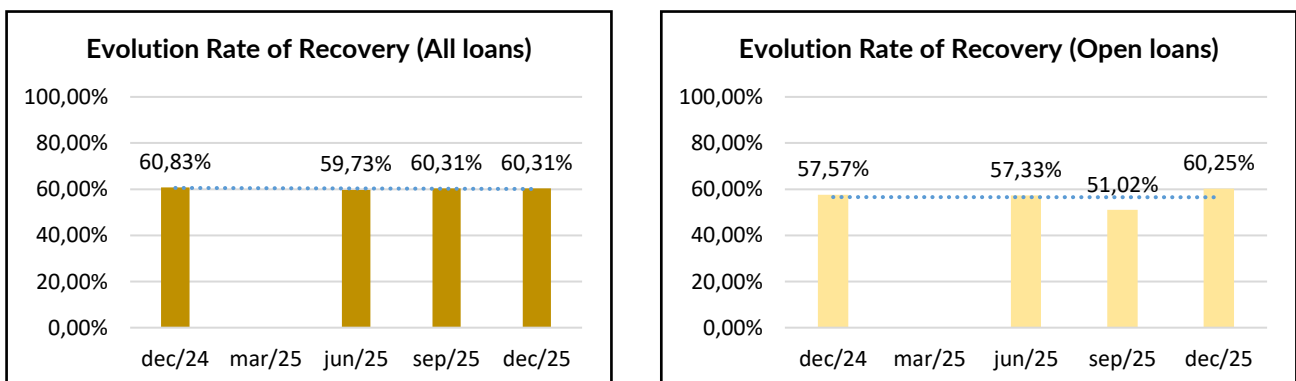 Evolution Rate of Recovery (All loans)
100,00%
80,00%
60,83% 59,73% 60,31% 60,31%
60,00%
40,00%
20,00%
0,00%
dec/24 mar/25 jun/25 sep/25 dec/25
Evolution Rate of Recovery (Open loans)
100,00%
80,00%
57,57% 57,33% 51,02% 60,25%
60,00%
40,00%
20,00%
0,00%
dec/24 mar/25 jun/25 sep/25 dec/25